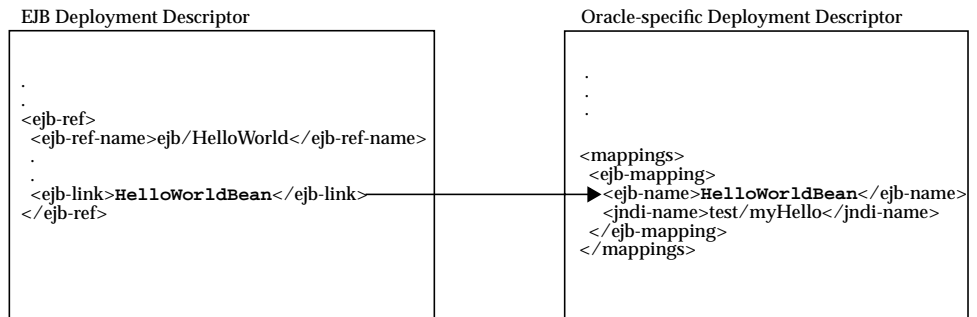 EJB Deployment Descriptor
.
.
<ejb-ref>
<ejb-ref-name>ejb/HelloWorld</ejb-ref-name>
.
.
<ejb-link>HelloWorldBean</ejb-link>
</ejb-ref>
Oracle-specific Deployment Descriptor
.
.
.
<mappings>
<ejb-mapping>
<ejb-name>HelloWorldBean</ejb-name>
<jndi-name>test/myHello</jndi-name>
</ejb-mapping>
</mappings>